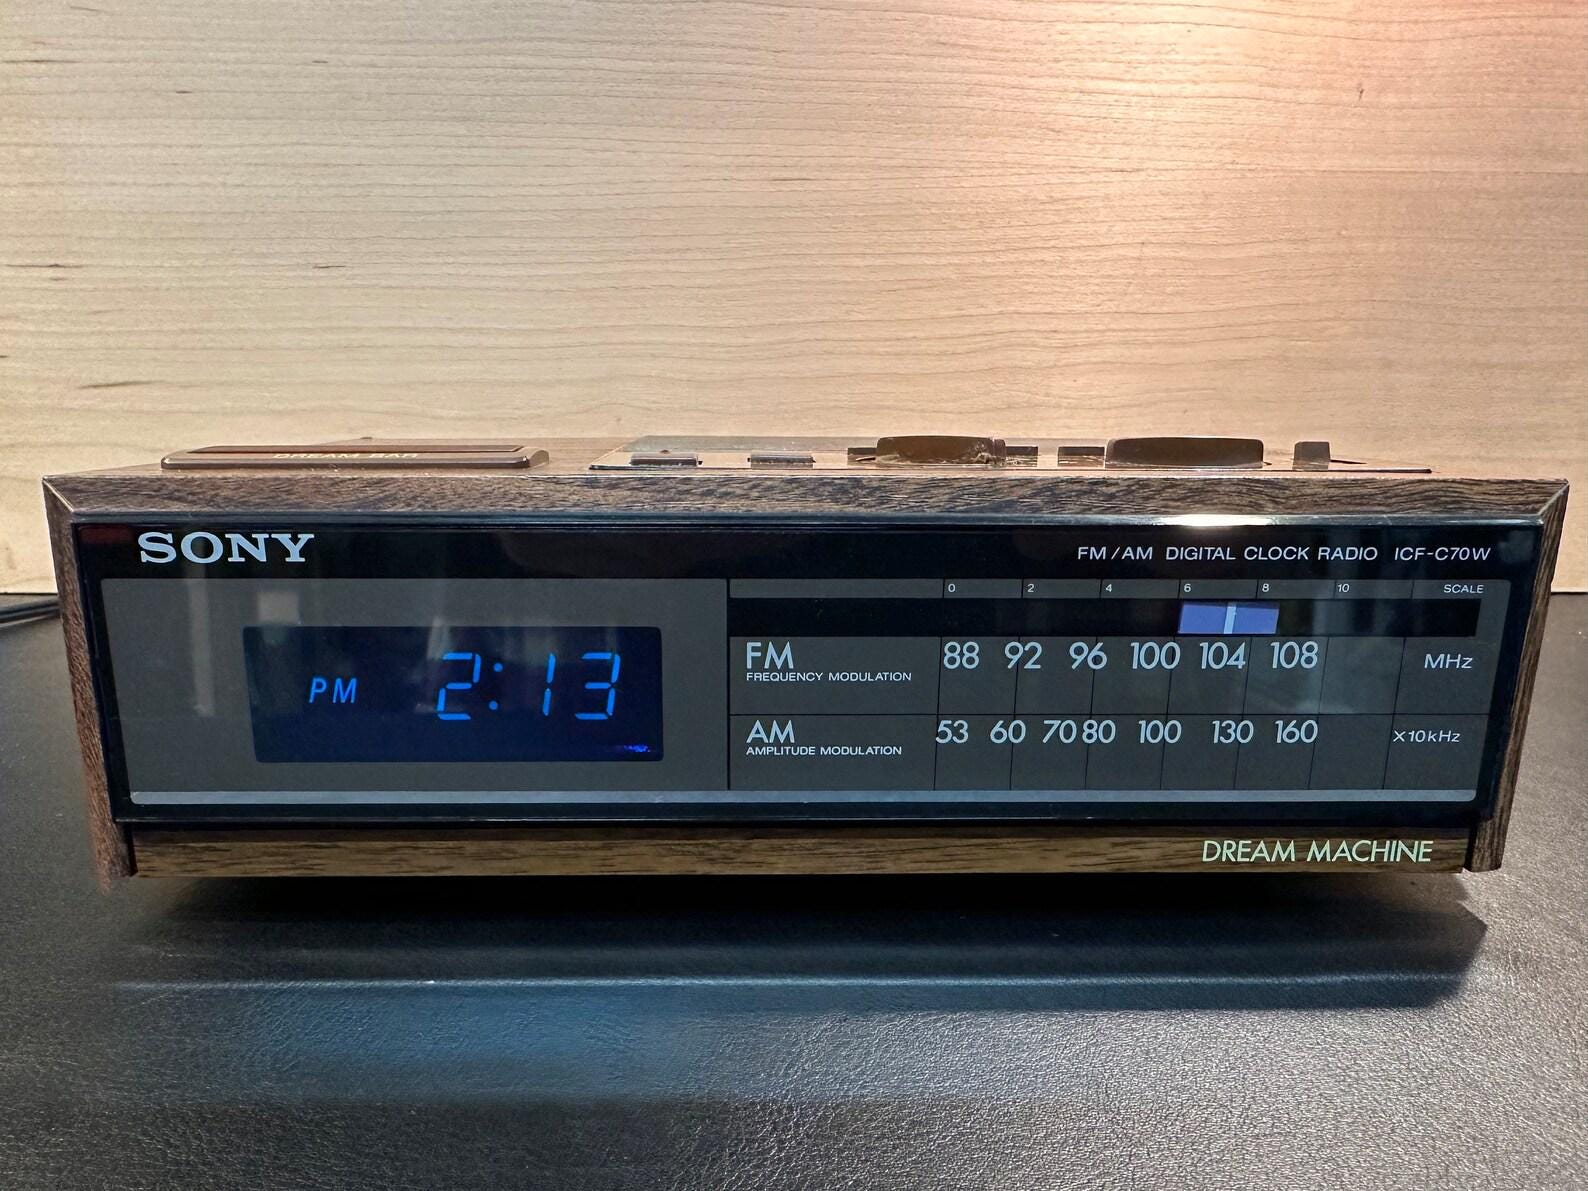 DREAM BAR
SONY
FM/AM DIGITAL CLOCK RADIO ICF-C70W
0 2 4 6 8 10 SCALE
PM 2:13
FM 88 92 96 100 104 108 MHz
FREQUENCY MODULATION
AM 53 60 70 80 100 130 160 X10kHz
AMPLITUDE MODULATION
DREAM MACHINE